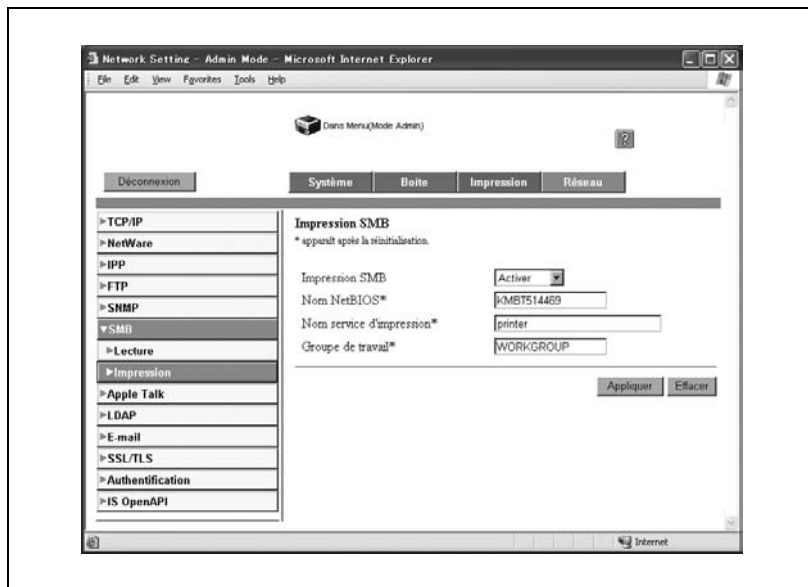 Network Setting - Admin Mode - Microsoft Internet Explorer
File Edit View Favorites Tools Help
Dans Menu(Mode Admin)
?
Déconnexion
Système Boîte Impression Réseau
TCP/IP
NetWare
IPP
FTP
SNMP
SMB
Lecture
Impression
Apple Talk
LDAP
E-mail
SSL/TLS
Authentification
IS OpenAPI
Impression SMB
* apparaît après la réinitialisation.
Impression SMB Activer
Nom NetBIOS* KMBT514469
Nom service d'impression* printer
Groupe de travail* WORKGROUP
Appliquer Effacer
Internet